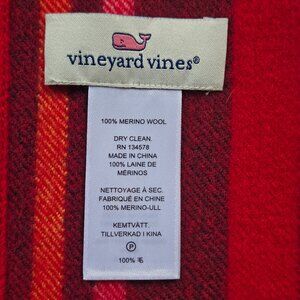 vineyard vines®
100% MERINO WOOL
DRY CLEAN.
RN 134578
MADE IN CHINA
100% LAINE DE
MÉRINOS
NETTOYAGE À SEC.
FABRIQUÉ EN CHINE
100% MERINO-ULL
KEMTVÄTT.
TILLVERKAD I KINA
P
100% 毛